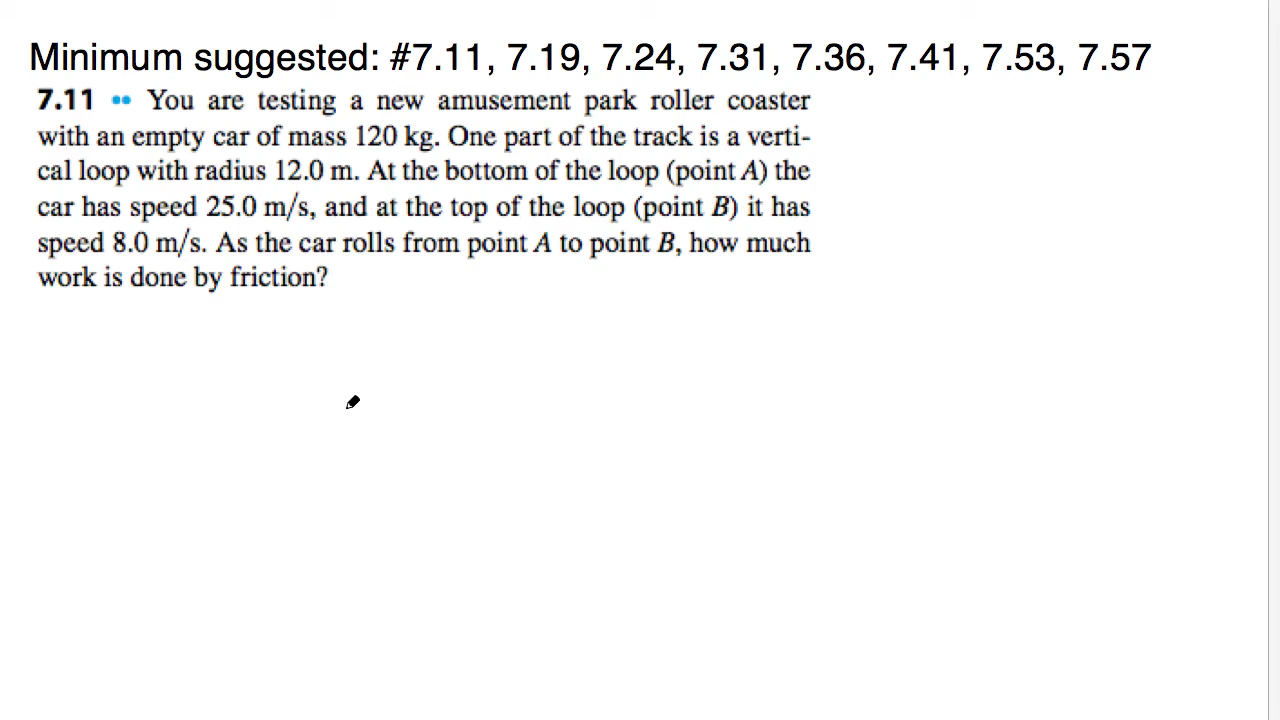 Minimum suggested: #7.11, 7.19, 7.24, 7.31, 7.36, 7.41, 7.53, 7.57
7.11 •• You are testing a new amusement park roller coaster
with an empty car of mass 120 kg. One part of the track is a verti-
cal loop with radius 12.0 m. At the bottom of the loop (point A) the
car has speed 25.0 m/s, and at the top of the loop (point B) it has
speed 8.0 m/s. As the car rolls from point A to point B, how much
work is done by friction?